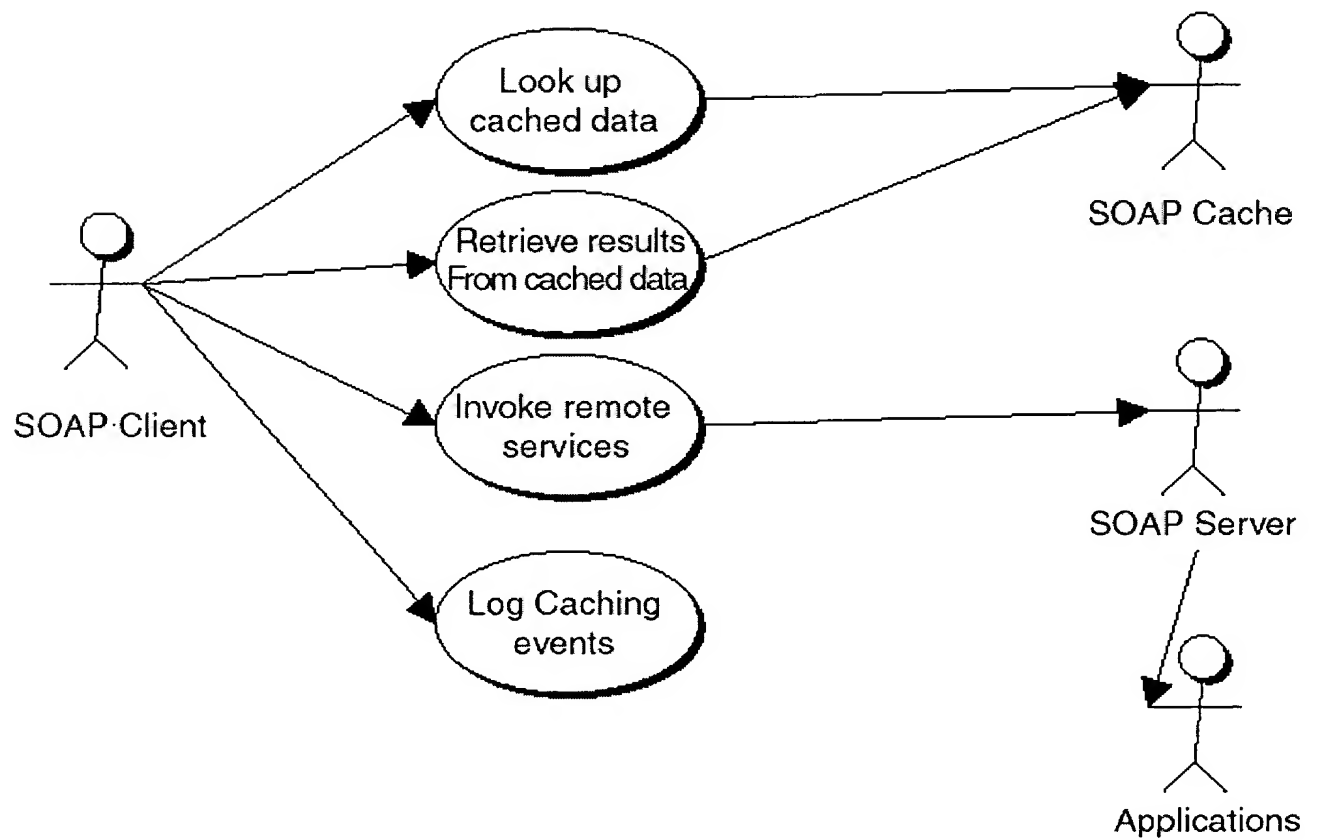 Look up
cached data
SOAP Cache
Retrieve results
From cached data
SOAP Client
Invoke remote
services
SOAP Server
Log Caching
events
Applications